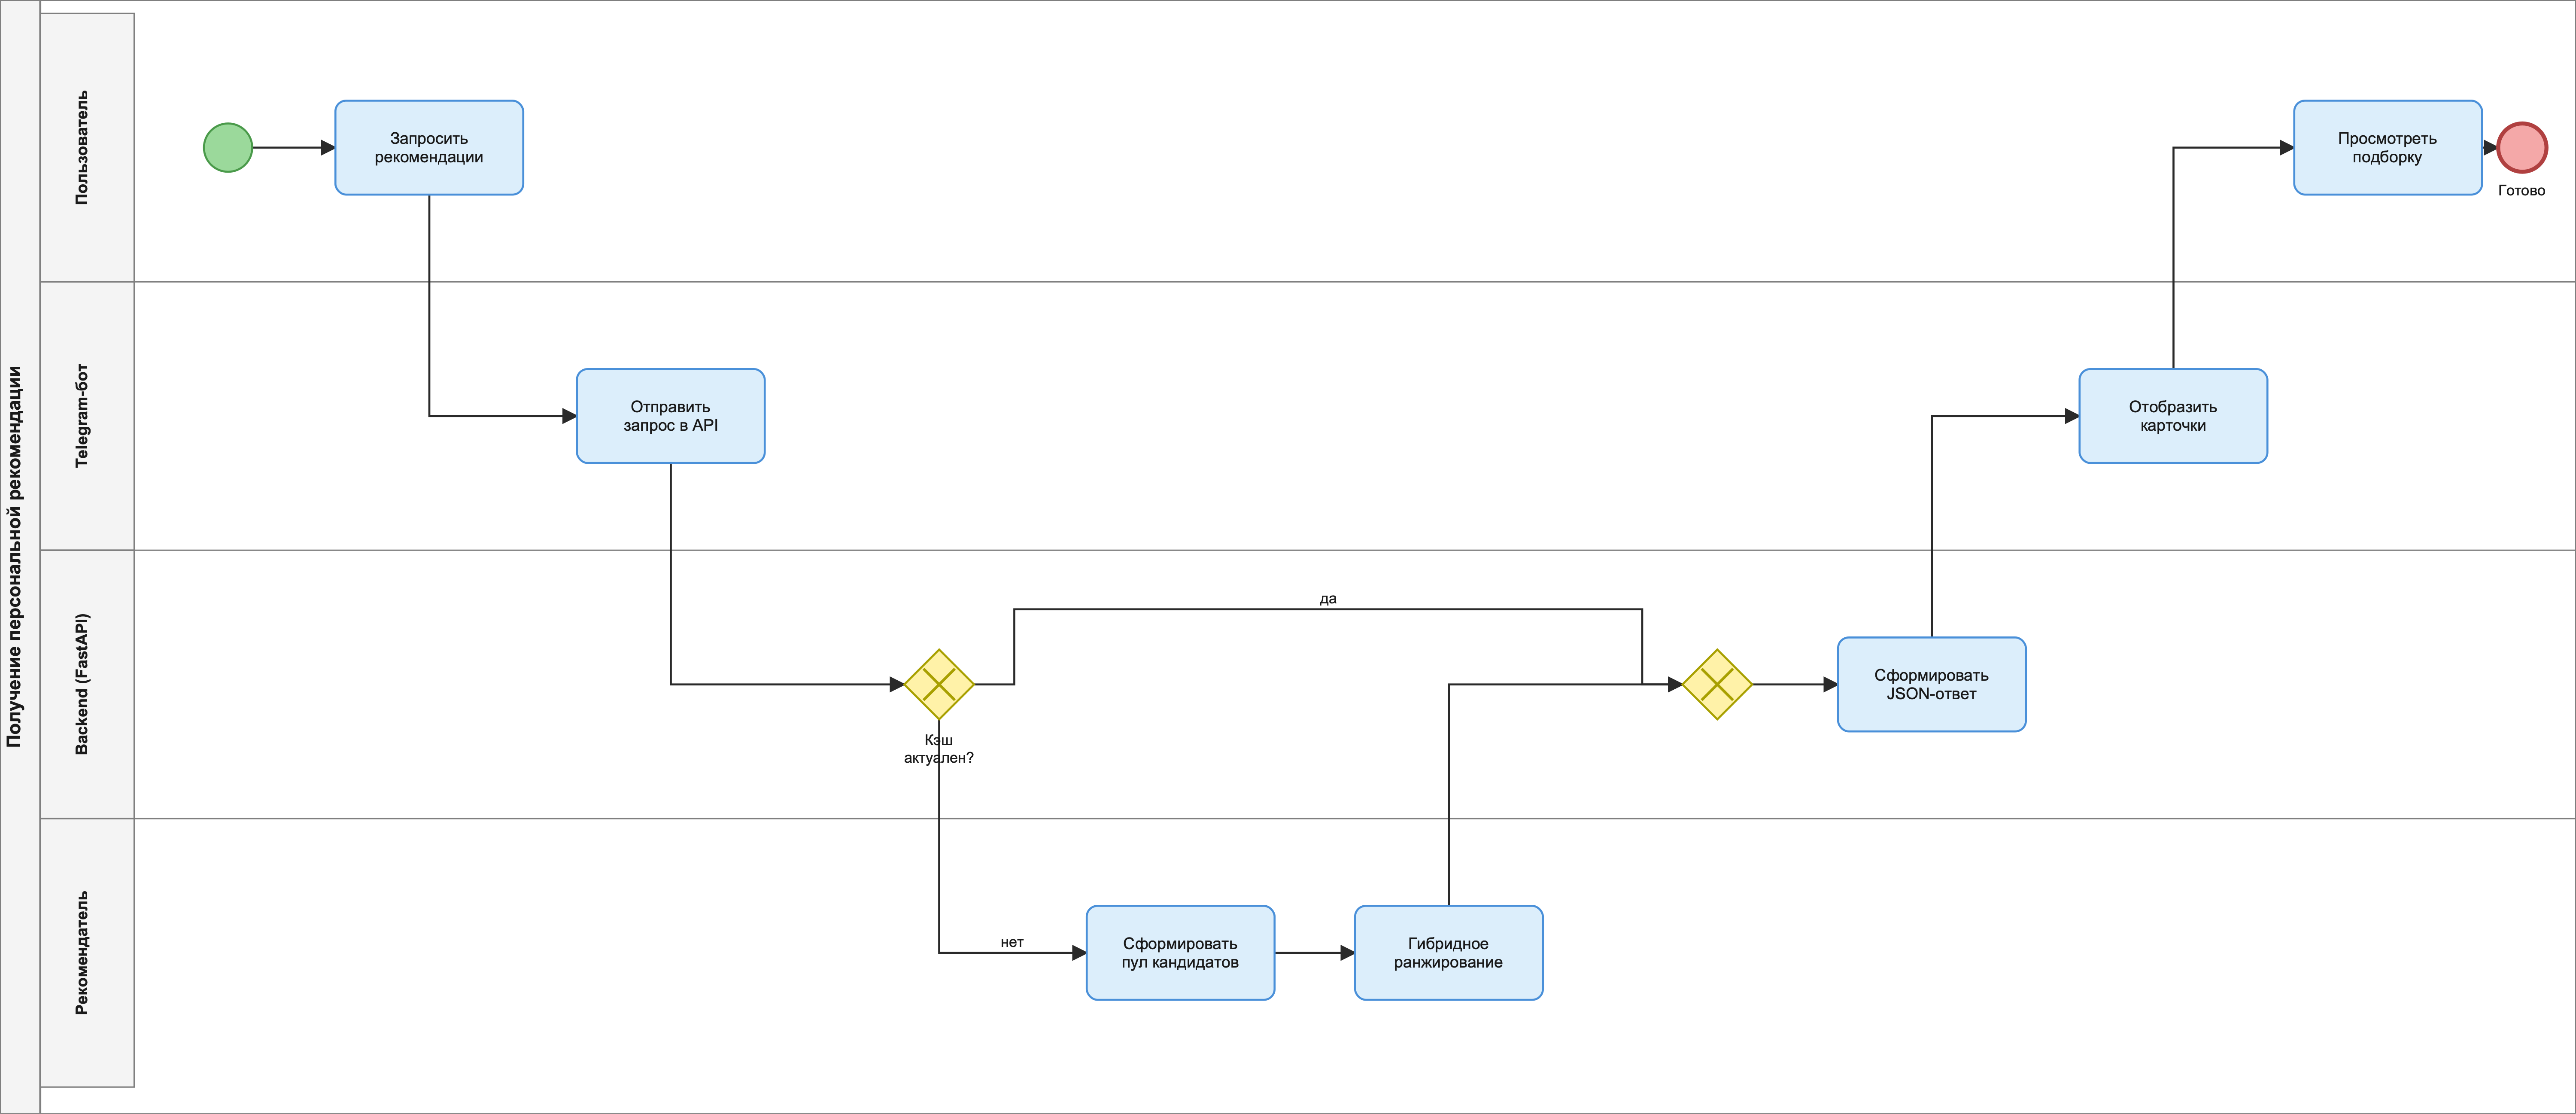 Получение персональной рекомендации
Пользователь
Запросить
рекомендации
Просмотреть
подборку
Готово
Telegram-бот
Отправить
запрос в API
Отобразить
карточки
Backend (FastAPI)
да
Кэш
актуален?
Сформировать
JSON-ответ
Рекомендатель
нет
Сформировать
пул кандидатов
Гибридное
ранжирование